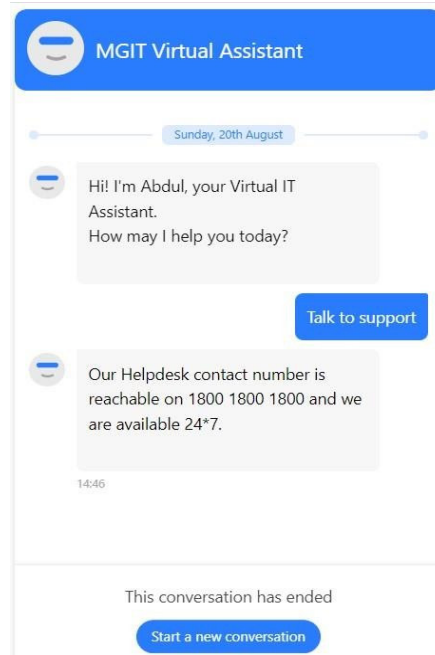 MGIT Virtual Assistant
Sunday, 20th August
Hi! I'm Abdul, your Virtual IT
Assistant.
How may I help you today?
Talk to support
Our Helpdesk contact number is
reachable on 1800 1800 1800 and we
are available 24*7.
14:46
This conversation has ended
Start a new conversation